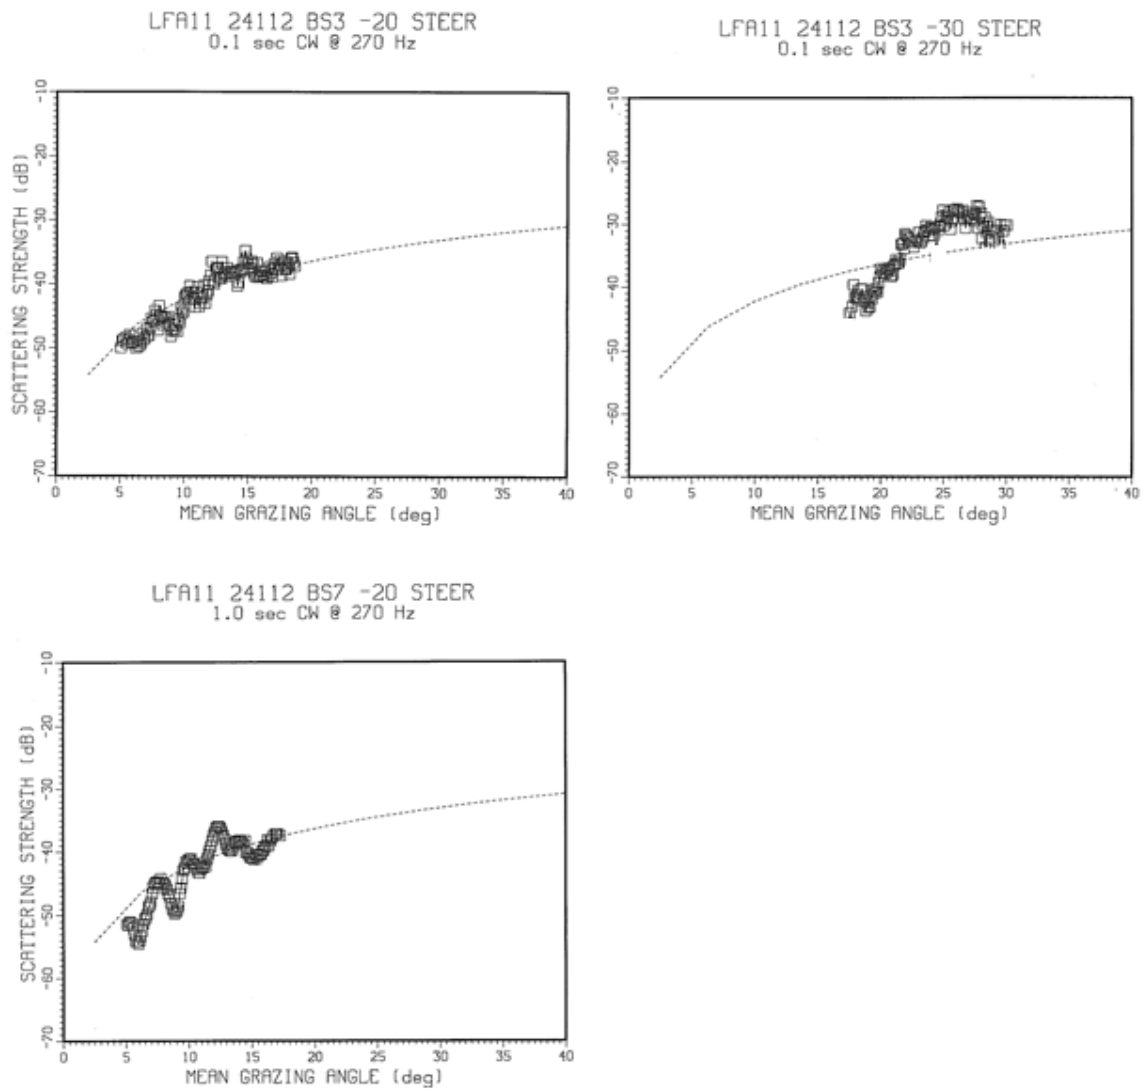 LFA11 24112 BS3 -20 STEER
0.1 sec CW @ 270 Hz
SCATTERING STRENGTH (dB)
-10
-20
-30
-40
-50
-60
-70
0 5 10 15 20 25 30 35 40
MEAN GRAZING ANGLE (deg)
LFA11 24112 BS3 -30 STEER
0.1 sec CW @ 270 Hz
-10
-20
-30
-40
-50
-60
-70
0 5 10 15 20 25 30 35 40
MEAN GRAZING ANGLE (deg)
LFA11 24112 BS7 -20 STEER
1.0 sec CW @ 270 Hz
SCATTERING STRENGTH (dB)
-10
-20
-30
-40
-50
-60
-70
0 5 10 15 20 25 30 35 40
MEAN GRAZING ANGLE (deg)